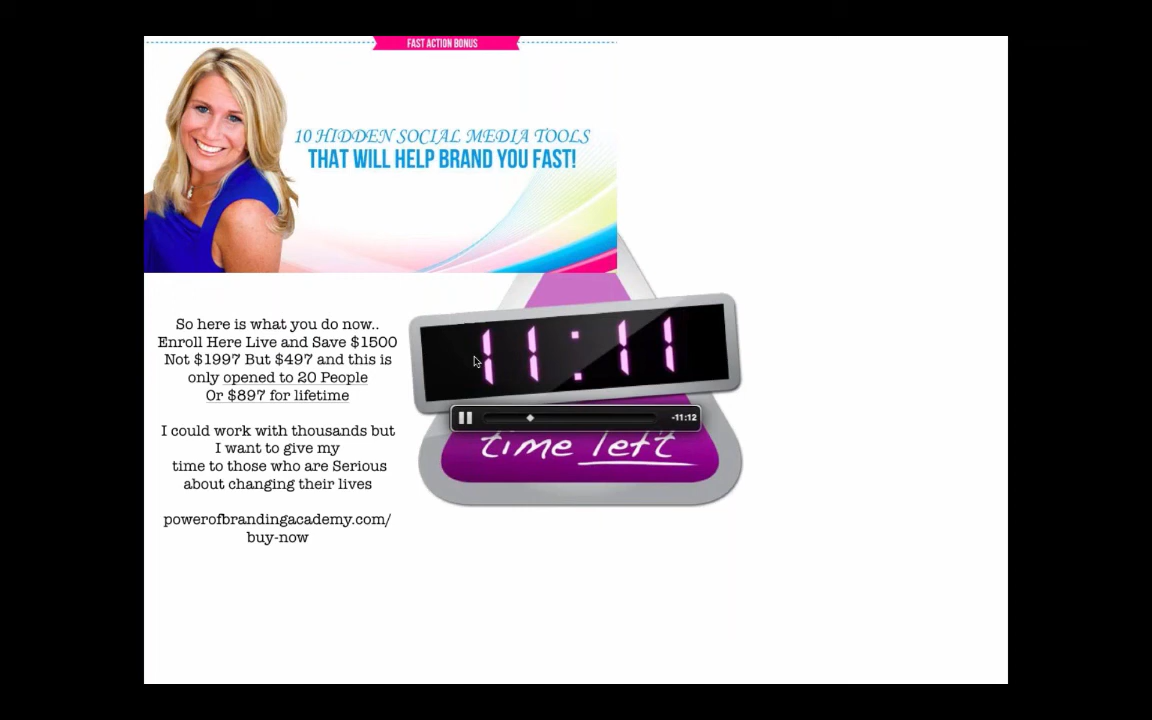 FAST ACTION BONUS
10 HIDDEN SOCIAL MEDIA TOOLS
THAT WILL HELP BRAND YOU FAST!
So here is what you do now..
Enroll Here Live and Save $1500
Not $1997 But $497 and this is
only opened to 20 People
Or $897 for lifetime
I could work with thousands but
I want to give my
time to those who are Serious
about changing their lives
powerofbrandingacademy.com/
buy-now
11:11
-11:12
time left